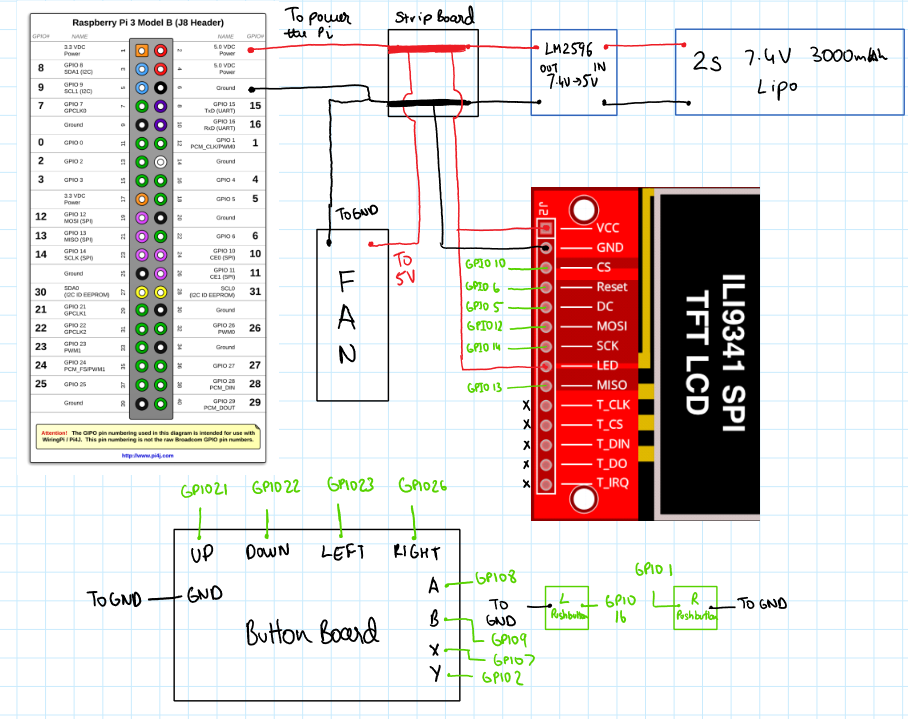 Raspberry Pi 3 Model B (J8 Header)
GPIO# NAME NAME GPIO#
3.3 VDC Power 1 2 5.0 VDC Power
8 GPIO 8 SDA1 (I2C) 3 4 5.0 VDC Power
9 GPIO 9 SCL1 (I2C) 5 6 Ground
7 GPIO 7 GPCLK0 7 8 GPIO 15 TxD (UART) 15
Ground 9 10 GPIO 16 RxD (UART) 16
0 GPIO 0 11 12 GPIO 1 PCM_CLK/PWM0 1
2 GPIO 2 13 14 Ground
3 GPIO 3 15 16 GPIO 4 4
3.3 VDC Power 17 18 GPIO 5 5
12 GPIO 12 MOSI (SPI) 19 20 Ground
13 GPIO 13 MISO (SPI) 21 22 GPIO 6 6
14 GPIO 14 SCLK (SPI) 23 24 GPIO 10 CE0 (SPI) 10
Ground 25 26 GPIO 11 CE1 (SPI) 11
30 SDA0 (I2C ID EEPROM) 27 28 SCL0 (I2C ID EEPROM) 31
21 GPIO 21 GPCLK1 29 30 Ground
22 GPIO 22 GPCLK2 31 32 GPIO 26 PWM0 26
23 GPIO 23 PWM1 33 34 Ground
24 GPIO 24 PCM_FS/PWM1 35 36 GPIO 27 27
25 GPIO 25 37 38 GPIO 28 PCM_DIN 28
Ground 39 40 GPIO 29 PCM_DOUT 29
Attention! The GIPO pin numbering used in this diagram is intended for use with
WiringPi / Pi4J. This pin numbering is not the raw Broadcom GPIO pin numbers.
http://www.pi4j.com
To power
the Pi
Strip Board
LM2596
OUT IN
7.4V→5V
2s 7.4V 3000mAh
Lipo
To GND
TO
5V
F
A
N
J2
VCC
GND
GPIO 10 CS
GPIO 6 Reset
GPIO 5 DC
GPIO12 MOSI
GPIO 14 SCK
LED
GPIO 13 MISO
x T_CLK
x T_CS
x T_DIN
x T_DO
x T_IRQ
ILI9341 SPI
TFT LCD
GPIO21 GPIO22 GPIO23 GPIO26
UP DOWN LEFT RIGHT
To GND GND
Button Board
A GPIO8
B GPIO9
X GPIO7
Y GPIO2
TO
GND
L
Pushbutton
GPIO
16
GPIO 1
R
Pushbutton
TO GND